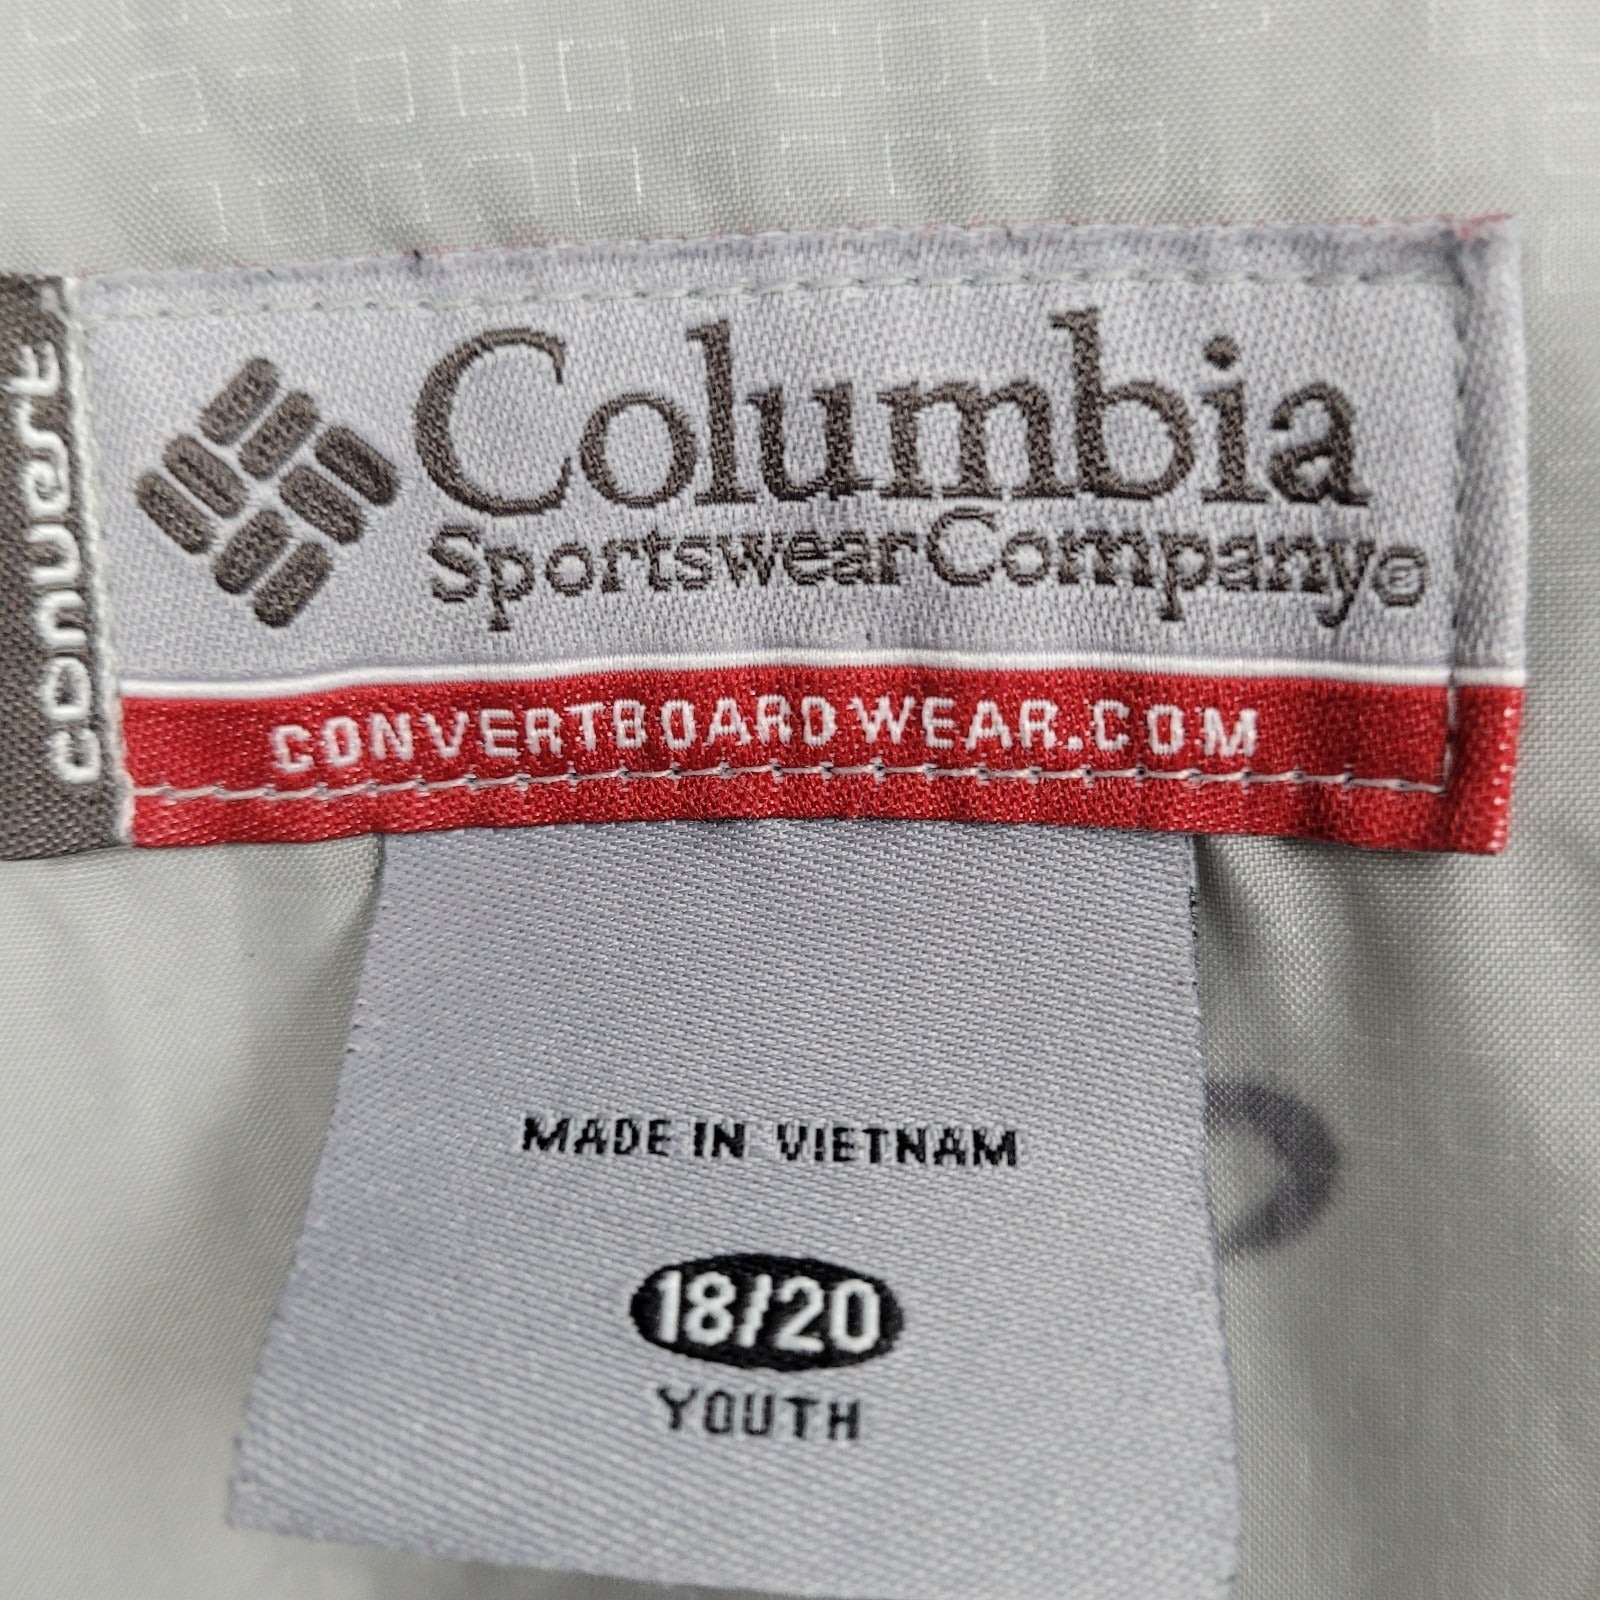 convert
Columbia
Sportswear Company®
CONVERTBOARDWEAR.COM
MADE IN VIETNAM
18/20
YOUTH